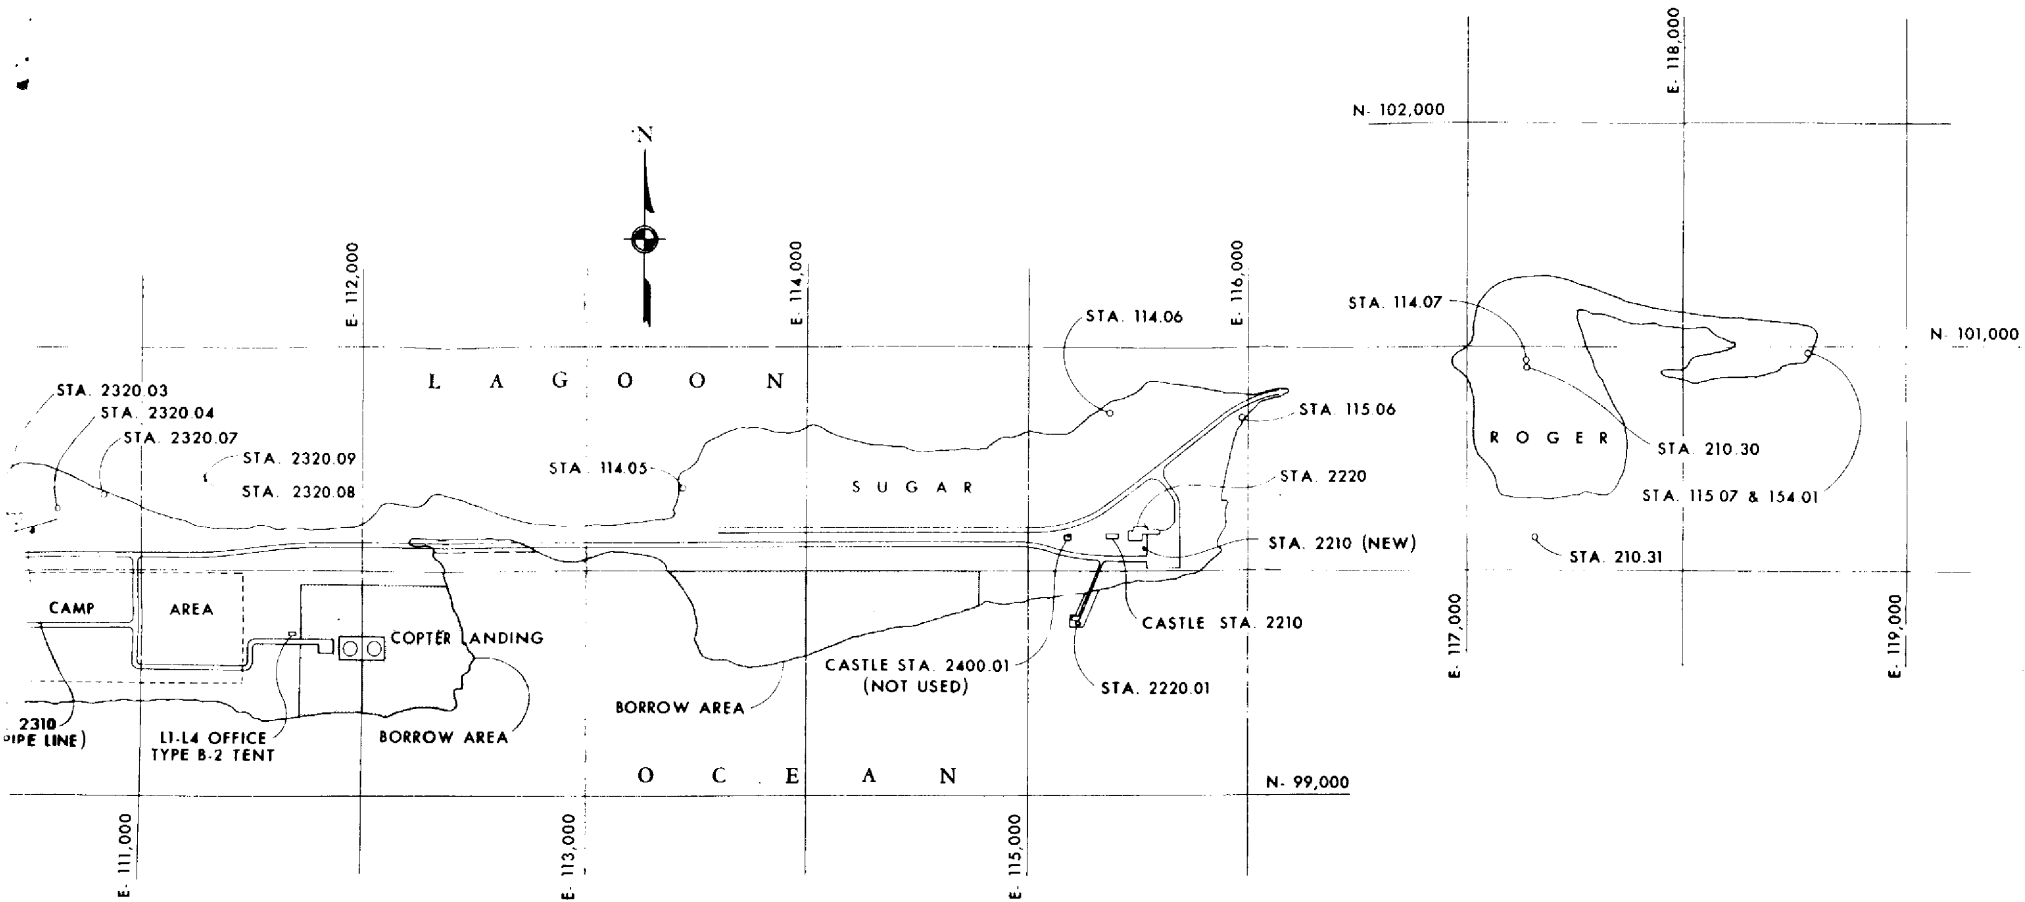 E- 118,000
N- 102,000
N
E- 112,000
E- 114,000
E- 116,000
STA. 114.07
STA. 114.06
N- 101,000
L A G O O N
STA. 2320.03
STA. 2320.04
STA. 2320.07
STA. 2320.09
STA. 2320.08
STA. 114.05
S U G A R
STA. 115.06
STA. 2220
R O G E R
STA. 210.30
STA. 115.07 & 154.01
STA. 2210 (NEW)
STA. 210.31
CAMP AREA
COPTER LANDING
CASTLE STA. 2210
CASTLE STA. 2400.01
(NOT USED)
STA. 2220.01
E- 117,000
E- 119,000
BORROW AREA
2310
PIPE LINE)
L1-L4 OFFICE
TYPE B-2 TENT
BORROW AREA
O C E A N
N- 99,000
E- 111,000
E- 113,000
E- 115,000